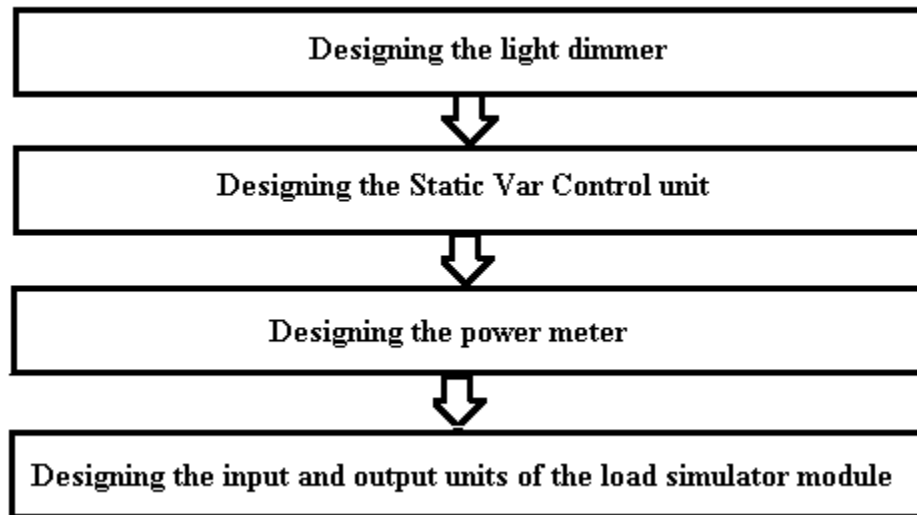 Designing the light dimmer
Designing the Static Var Control unit
Designing the power meter
Designing the input and output units of the load simulator module